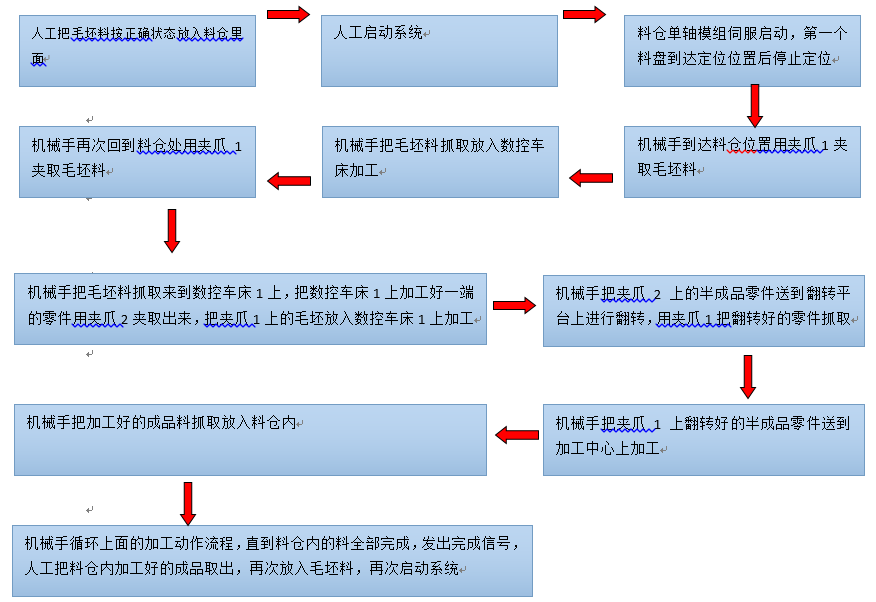 人工把毛坯料按正确状态放入料仓里
面
人工启动系统
料仓单轴模组伺服启动，第一个
料盘到达定位位置后停止定位
机械手到达料仓位置用夹爪 1 夹
取毛坯料
机械手把毛坯料抓取放入数控车
床加工
机械手再次回到料仓处用夹爪 1
夹取毛坯料
机械手把毛坯料抓取来到数控车床 1 上，把数控车床 1 上加工好一端
的零件用夹爪 2 夹取出来，把夹爪 1 上的毛坯放入数控车床 1 上加工
机械手把夹爪 2 上的半成品零件送到翻转平
台上进行翻转，用夹爪 1 把翻转好的零件抓取
机械手把夹爪 1 上翻转好的半成品零件送到
加工中心上加工
机械手把加工好的成品料抓取放入料仓内
机械手循环上面的加工动作流程，直到料仓内的料全部完成，发出完成信号，
人工把料仓内加工好的成品取出，再次放入毛坯料，再次启动系统